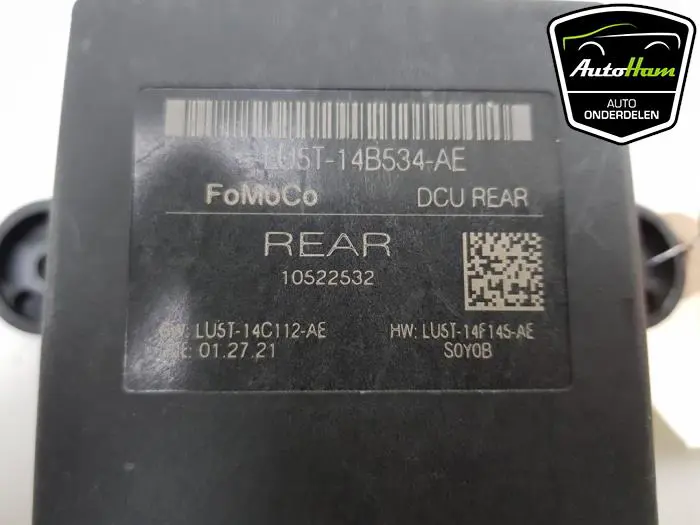 AutoHam
AUTO
ONDERDELEN
LU5T-14B534-AE
FoMoCo DCU REAR
REAR
10522532
LU5T-14C112-AE HW: LU5T-14F145-AE
01.27.21 S0Y0B